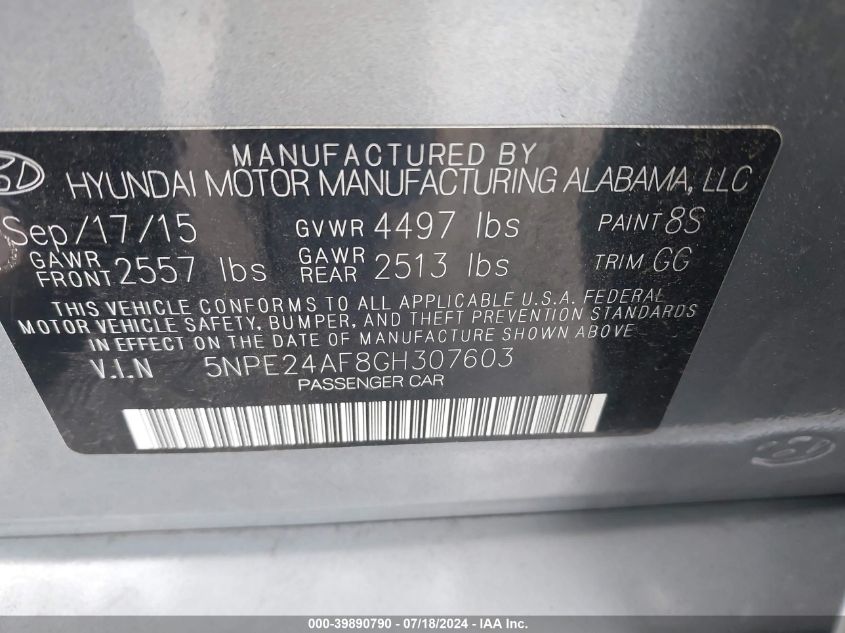 MANUFACTURED BY
HYUNDAI MOTOR MANUFACTURING ALABAMA, LLC
Sep/17/15 GVWR 4497 lbs PAINT 8S
GAWR FRONT 2557 lbs GAWR REAR 2513 lbs TRIM GG
THIS VEHICLE CONFORMS TO ALL APPLICABLE U.S.A. FEDERAL
MOTOR VEHICLE SAFETY, BUMPER, AND THEFT PREVENTION STANDARDS
IN EFFECT ON THE DATE OF MANUFACTURE SHOWN ABOVE
V.I.N 5NPE24AF8GH307603
PASSENGER CAR
000-39890790 - 07/18/2024 - IAA Inc.